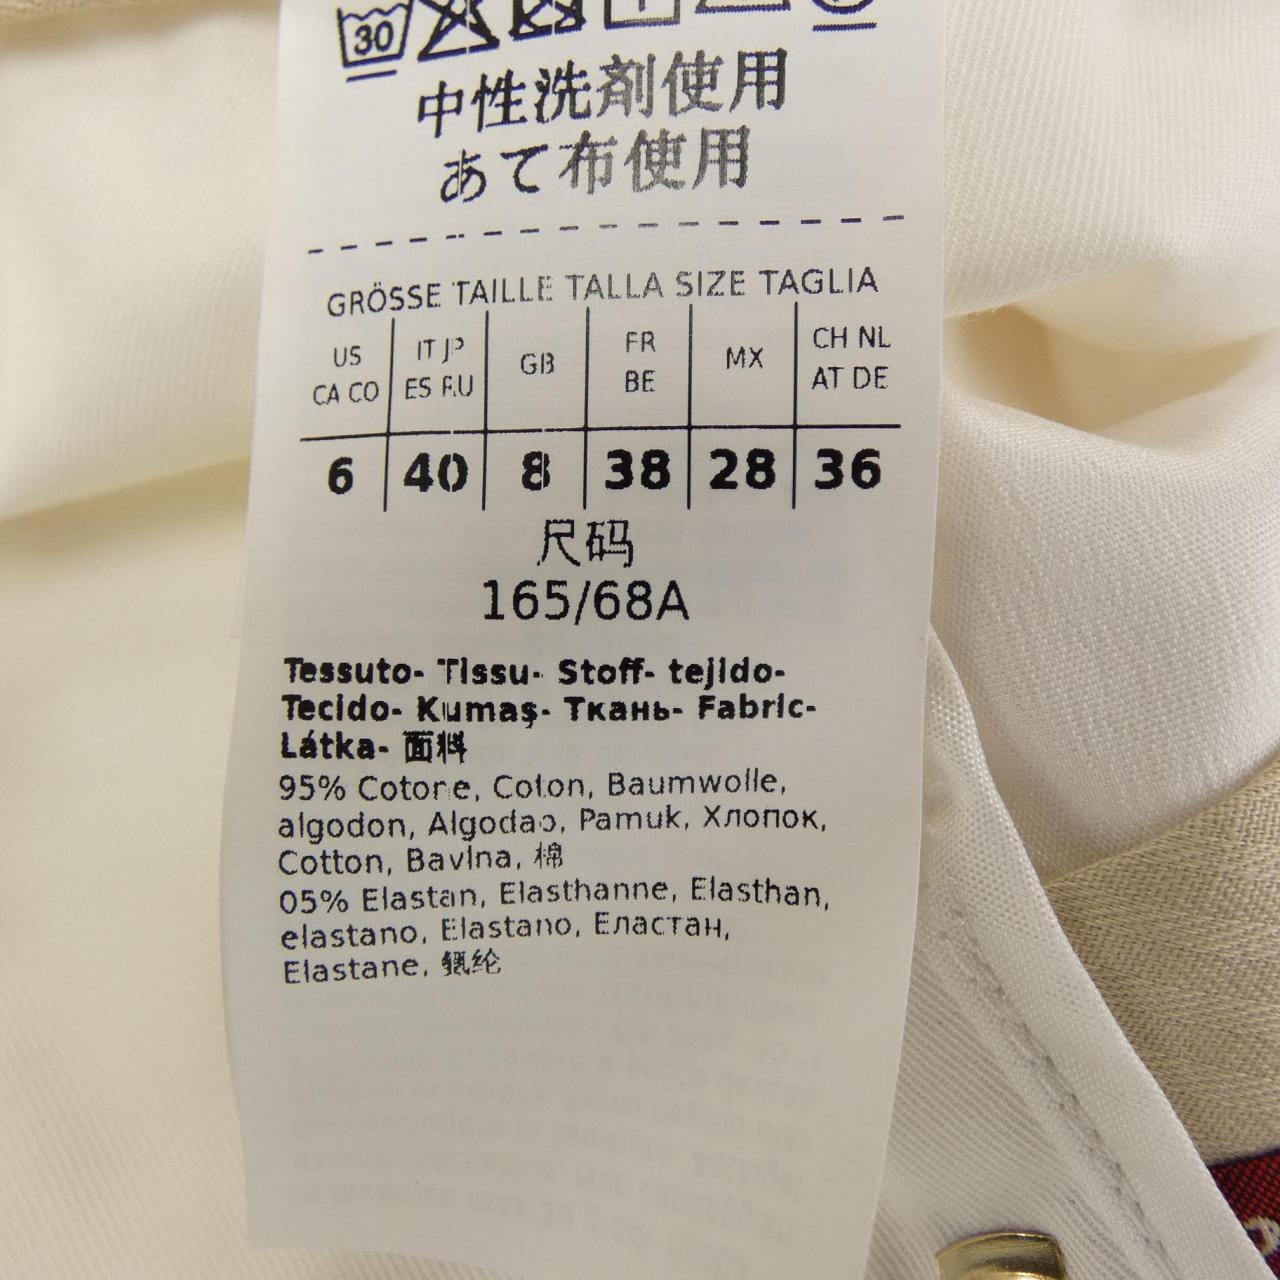 30
中性洗剤使用
あて布使用
GRÖSSE TAILLE TALLA SIZE TAGLIA
US CA CO
IT JP ES RU
GB
FR BE
MX
CH NL AT DE
6 40 8 38 28 36
尺码
165/68A
Tessuto- Tissu- Stoff- tejido-
Tecido- Kumaş- Ткань- Fabric-
Látka- 面料
95% Cotone, Coton, Baumwolle,
algodon, Algodao, Pamuk, Хлопок,
Cotton, Bavlna, 棉
05% Elastan, Elasthanne, Elasthan,
elastano, Elastano, Еластан,
Elastane, 氨纶